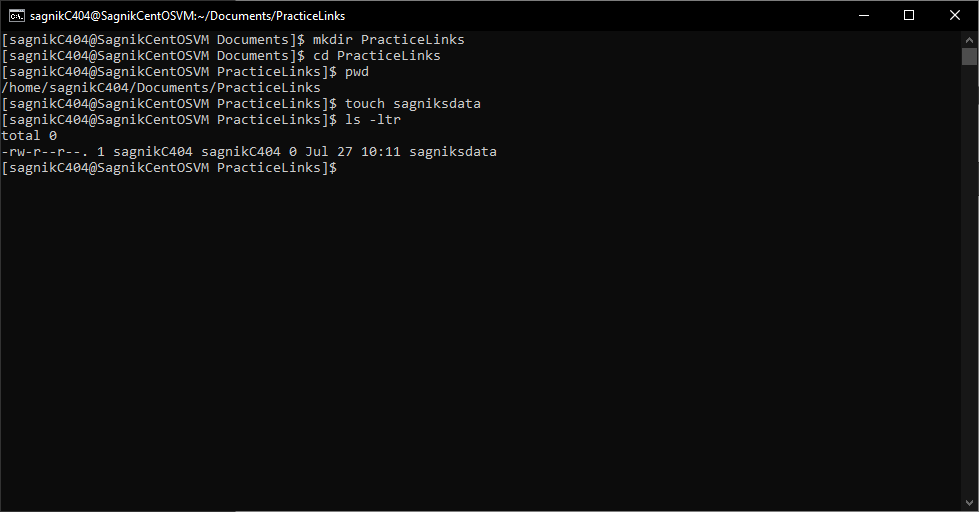 sagnikC404@SagnikCentOSVM:~/Documents/PracticeLinks
[sagnikC404@SagnikCentOSVM Documents]$ mkdir PracticeLinks
[sagnikC404@SagnikCentOSVM Documents]$ cd PracticeLinks
[sagnikC404@SagnikCentOSVM PracticeLinks]$ pwd
/home/sagnikC404/Documents/PracticeLinks
[sagnikC404@SagnikCentOSVM PracticeLinks]$ touch sagniksdata
[sagnikC404@SagnikCentOSVM PracticeLinks]$ ls -ltr
total 0
-rw-r--r--. 1 sagnikC404 sagnikC404 0 Jul 27 10:11 sagniksdata
[sagnikC404@SagnikCentOSVM PracticeLinks]$